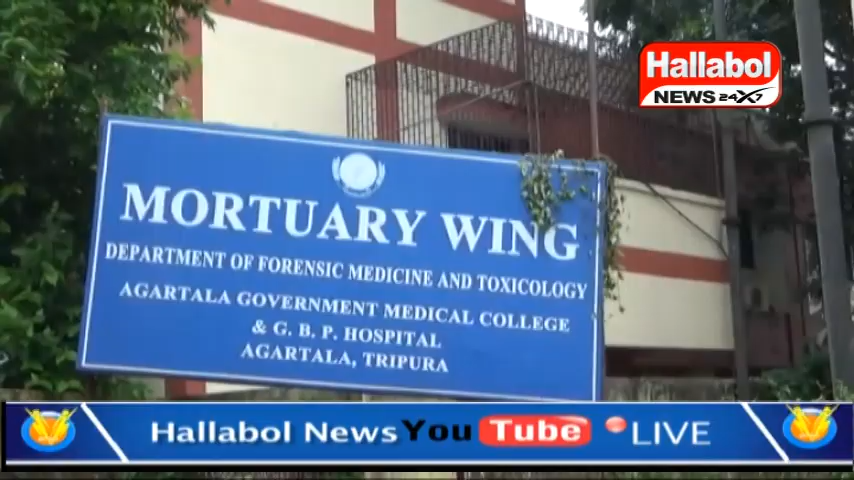 Hallabol
NEWS 24X7
MORTUARY WING
DEPARTMENT OF FORENSIC MEDICINE AND TOXICOLOGY
AGARTALA GOVERNMENT MEDICAL COLLEGE
& G. B. P. HOSPITAL
AGARTALA, TRIPURA
Hallabol News YouTube LIVE